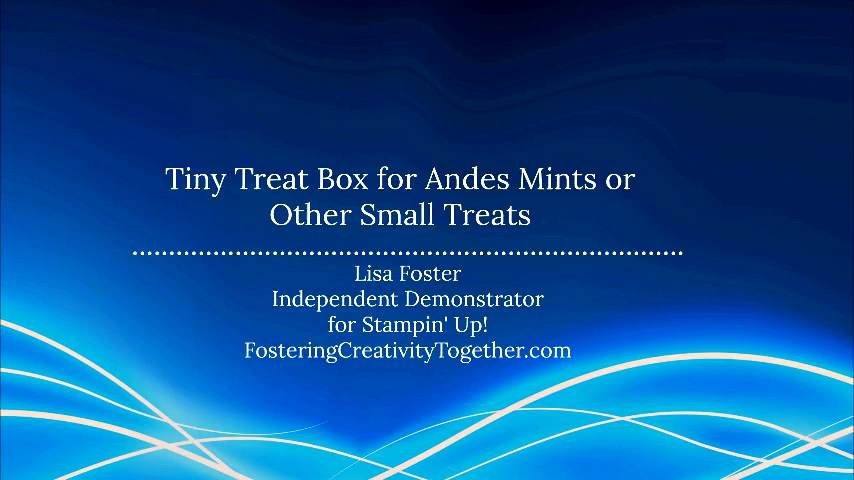 Tiny Treat Box for Andes Mints or
Other Small Treats
Lisa Foster
Independent Demonstrator
for Stampin' Up!
FosteringCreativityTogether.com